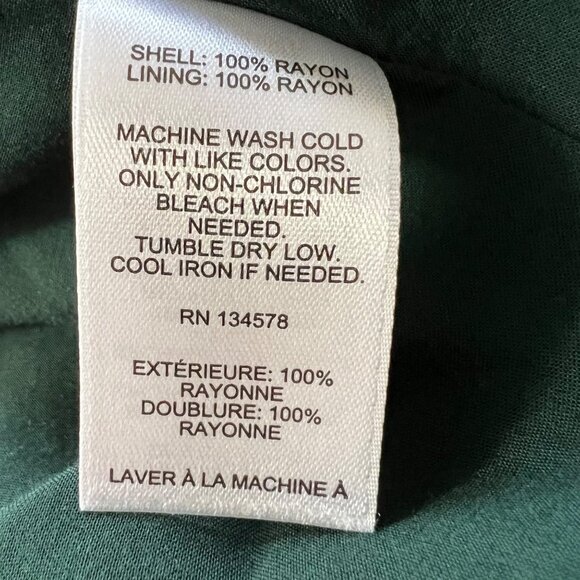 SHELL: 100% RAYON
LINING: 100% RAYON
MACHINE WASH COLD
WITH LIKE COLORS.
ONLY NON-CHLORINE
BLEACH WHEN
NEEDED.
TUMBLE DRY LOW.
COOL IRON IF NEEDED.
RN 134578
EXTÉRIEURE: 100%
RAYONNE
DOUBLURE: 100%
RAYONNE
LAVER À LA MACHINE À